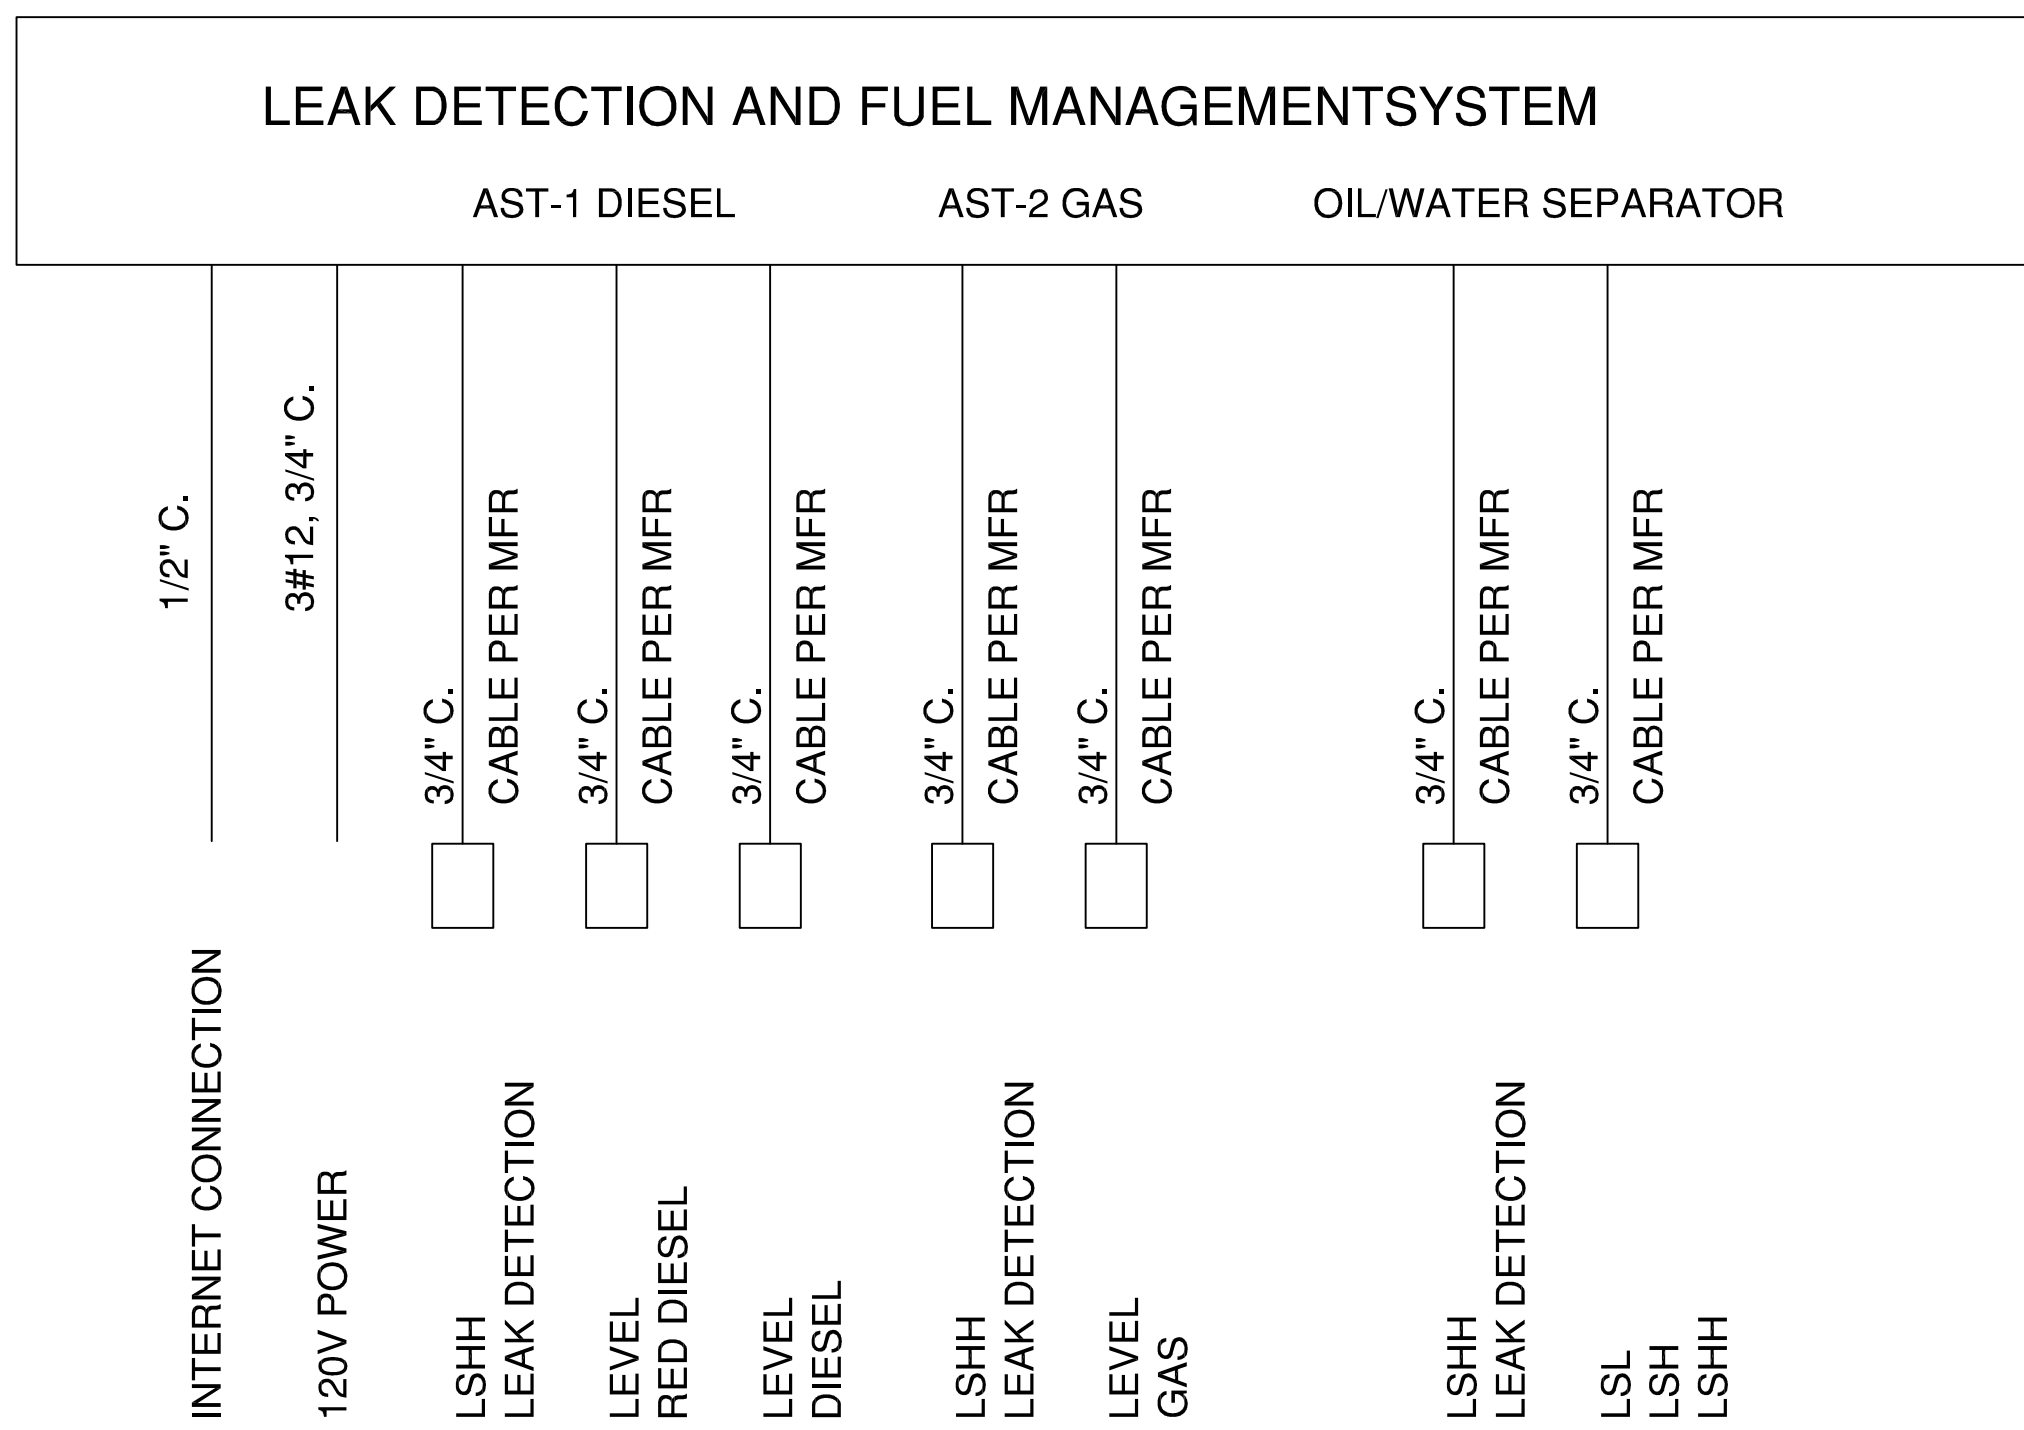 LEAK DETECTION AND FUEL MANAGEMENTSYSTEM
AST-1 DIESEL
AST-2 GAS
OIL/WATER SEPARATOR
1/2" C.
3#12, 3/4" C.
3/4" C.
CABLE PER MFR
3/4" C.
CABLE PER MFR
3/4" C.
CABLE PER MFR
3/4" C.
CABLE PER MFR
3/4" C.
CABLE PER MFR
3/4" C.
CABLE PER MFR
3/4" C.
CABLE PER MFR
INTERNET CONNECTION
120V POWER
LSHH
LEAK DETECTION
LEVEL
RED DIESEL
LEVEL
DIESEL
LSHH
LEAK DETECTION
LEVEL
GAS
LSHH
LEAK DETECTION
LSL
LSH
LSHH